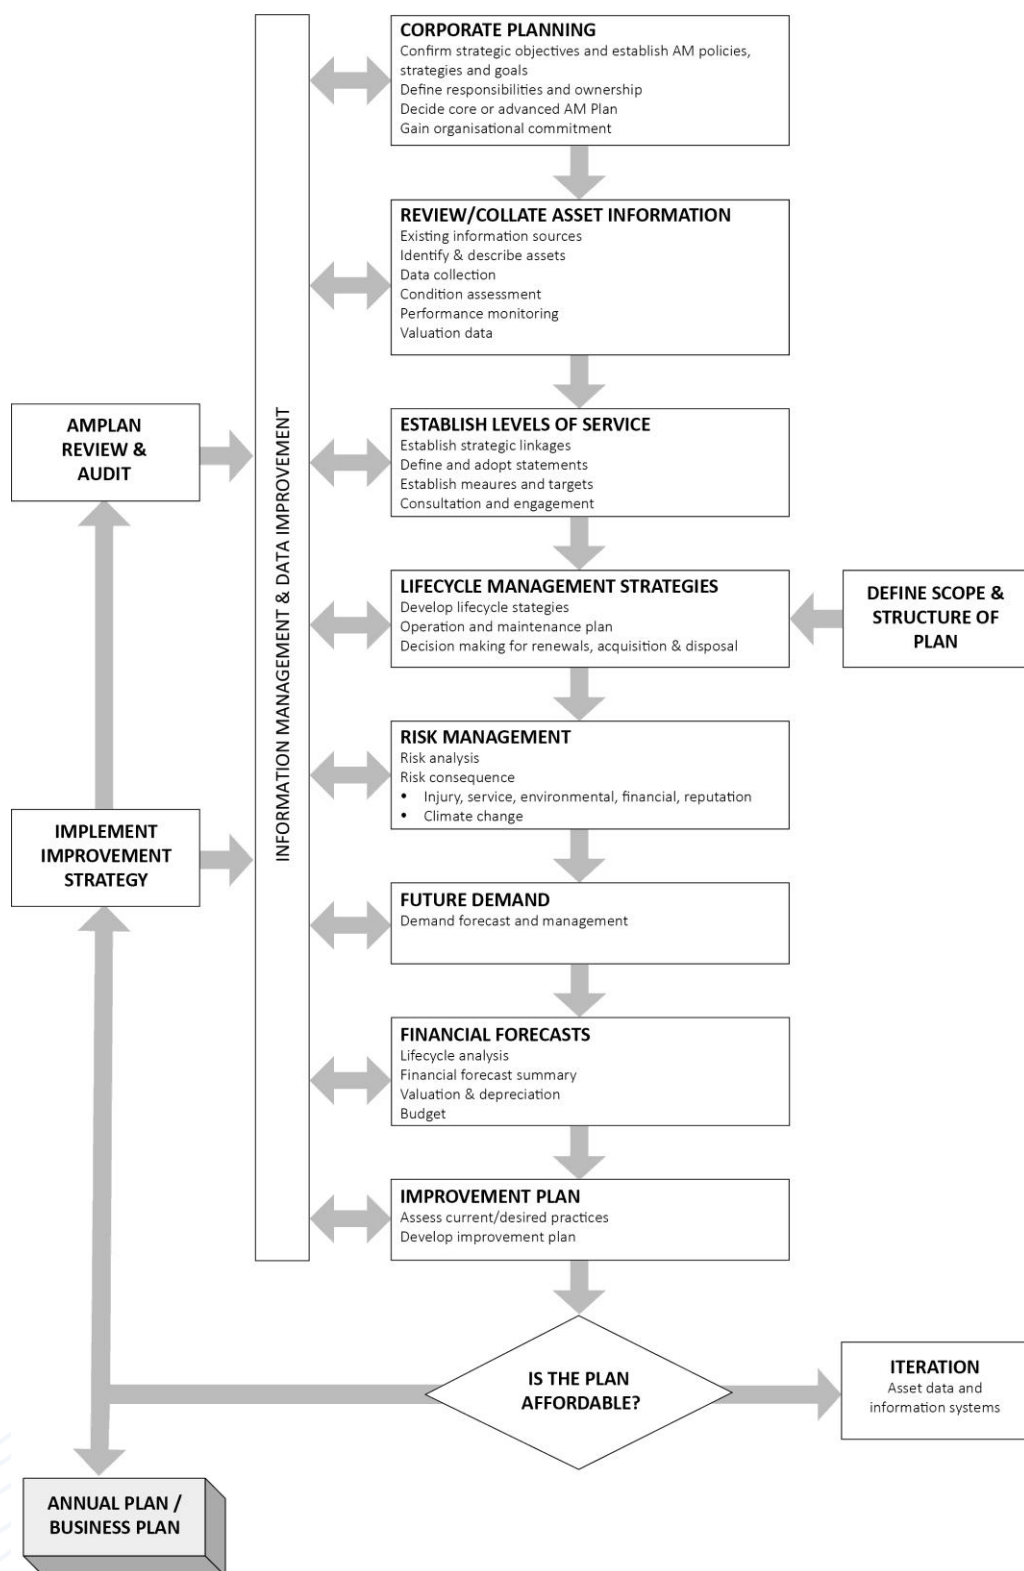 CORPORATE PLANNING
Confirm strategic objectives and establish AM policies,
strategies and goals
Define responsibilities and ownership
Decide core or advanced AM Plan
Gain organisational commitment
REVIEW/COLLATE ASSET INFORMATION
Existing information sources
Identify & describe assets
Data collection
Condition assessment
Performance monitoring
Valuation data
AMPLAN
REVIEW &
AUDIT
INFORMATION MANAGEMENT & DATA IMPROVEMENT
ESTABLISH LEVELS OF SERVICE
Establish strategic linkages
Define and adopt statements
Establish meaures and targets
Consultation and engagement
LIFECYCLE MANAGEMENT STRATEGIES
Develop lifecycle stategies
Operation and maintenance plan
Decision making for renewals, acquisition & disposal
DEFINE SCOPE &
STRUCTURE OF
PLAN
RISK MANAGEMENT
Risk analysis
Risk consequence
• Injury, service, environmental, financial, reputation
• Climate change
IMPLEMENT
IMPROVEMENT
STRATEGY
FUTURE DEMAND
Demand forecast and management
FINANCIAL FORECASTS
Lifecycle analysis
Financial forecast summary
Valuation & depreciation
Budget
IMPROVEMENT PLAN
Assess current/desired practices
Develop improvement plan
IS THE PLAN
AFFORDABLE?
ITERATION
Asset data and
information systems
ANNUAL PLAN /
BUSINESS PLAN